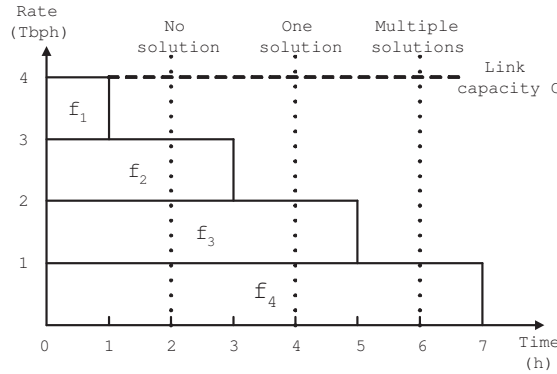 Rate
(Tbph)
No
solution
One
solution
Multiple
solutions
Link
capacity C
4
f1
3
f2
2
f3
1
f4
0 1 2 3 4 5 6 7
Time
(h)